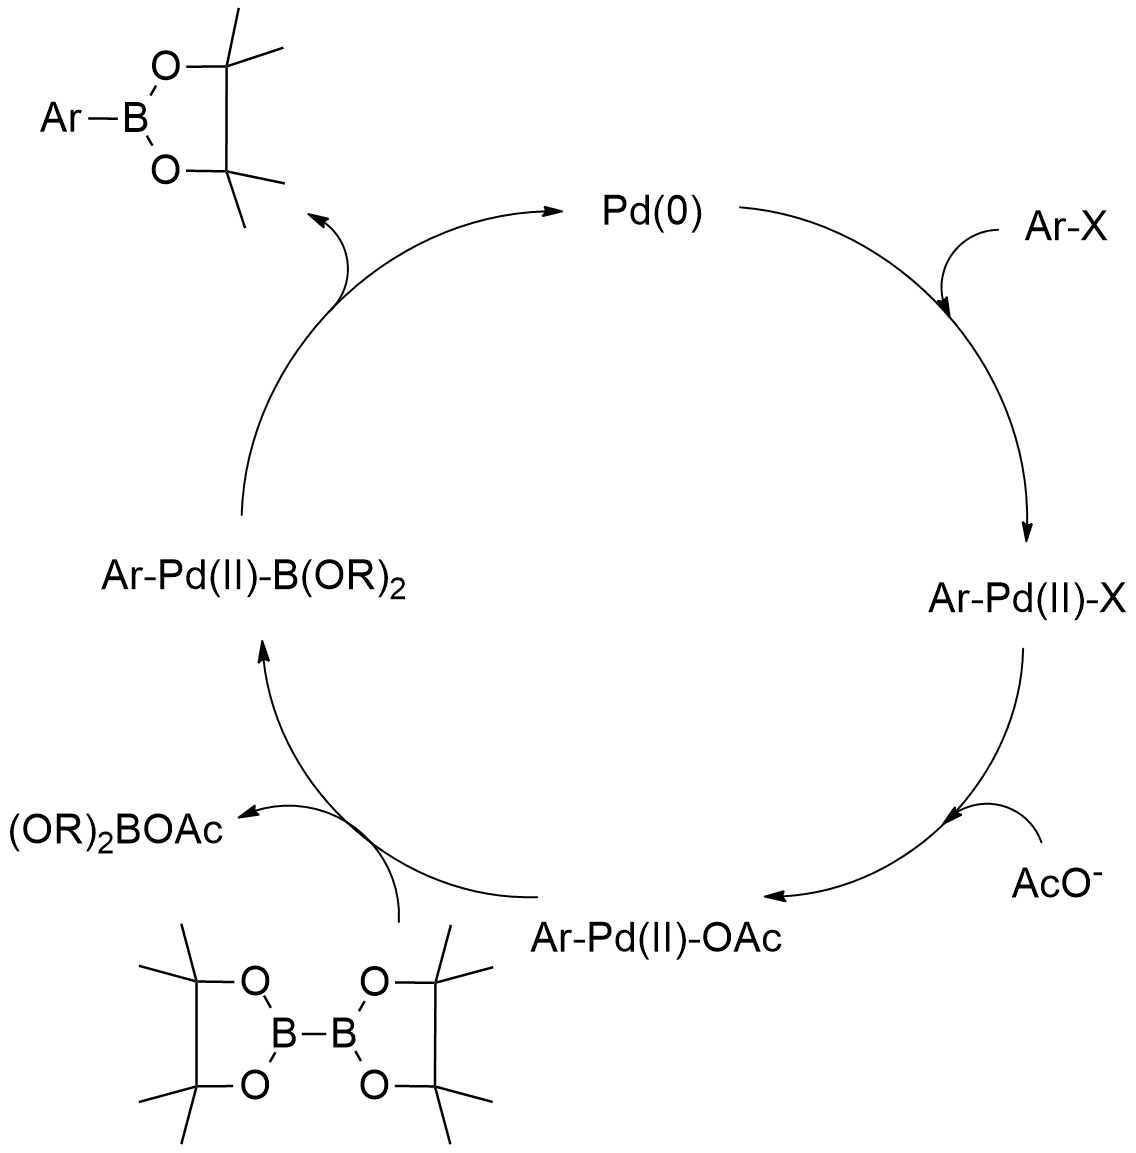 O
Ar
B
O
Pd(0)
Ar-X
Ar-Pd(II)-B(OR)₂
Ar-Pd(II)-X
(OR)₂BOAc
AcO⁻
Ar-Pd(II)-OAc
O O
B B
O O